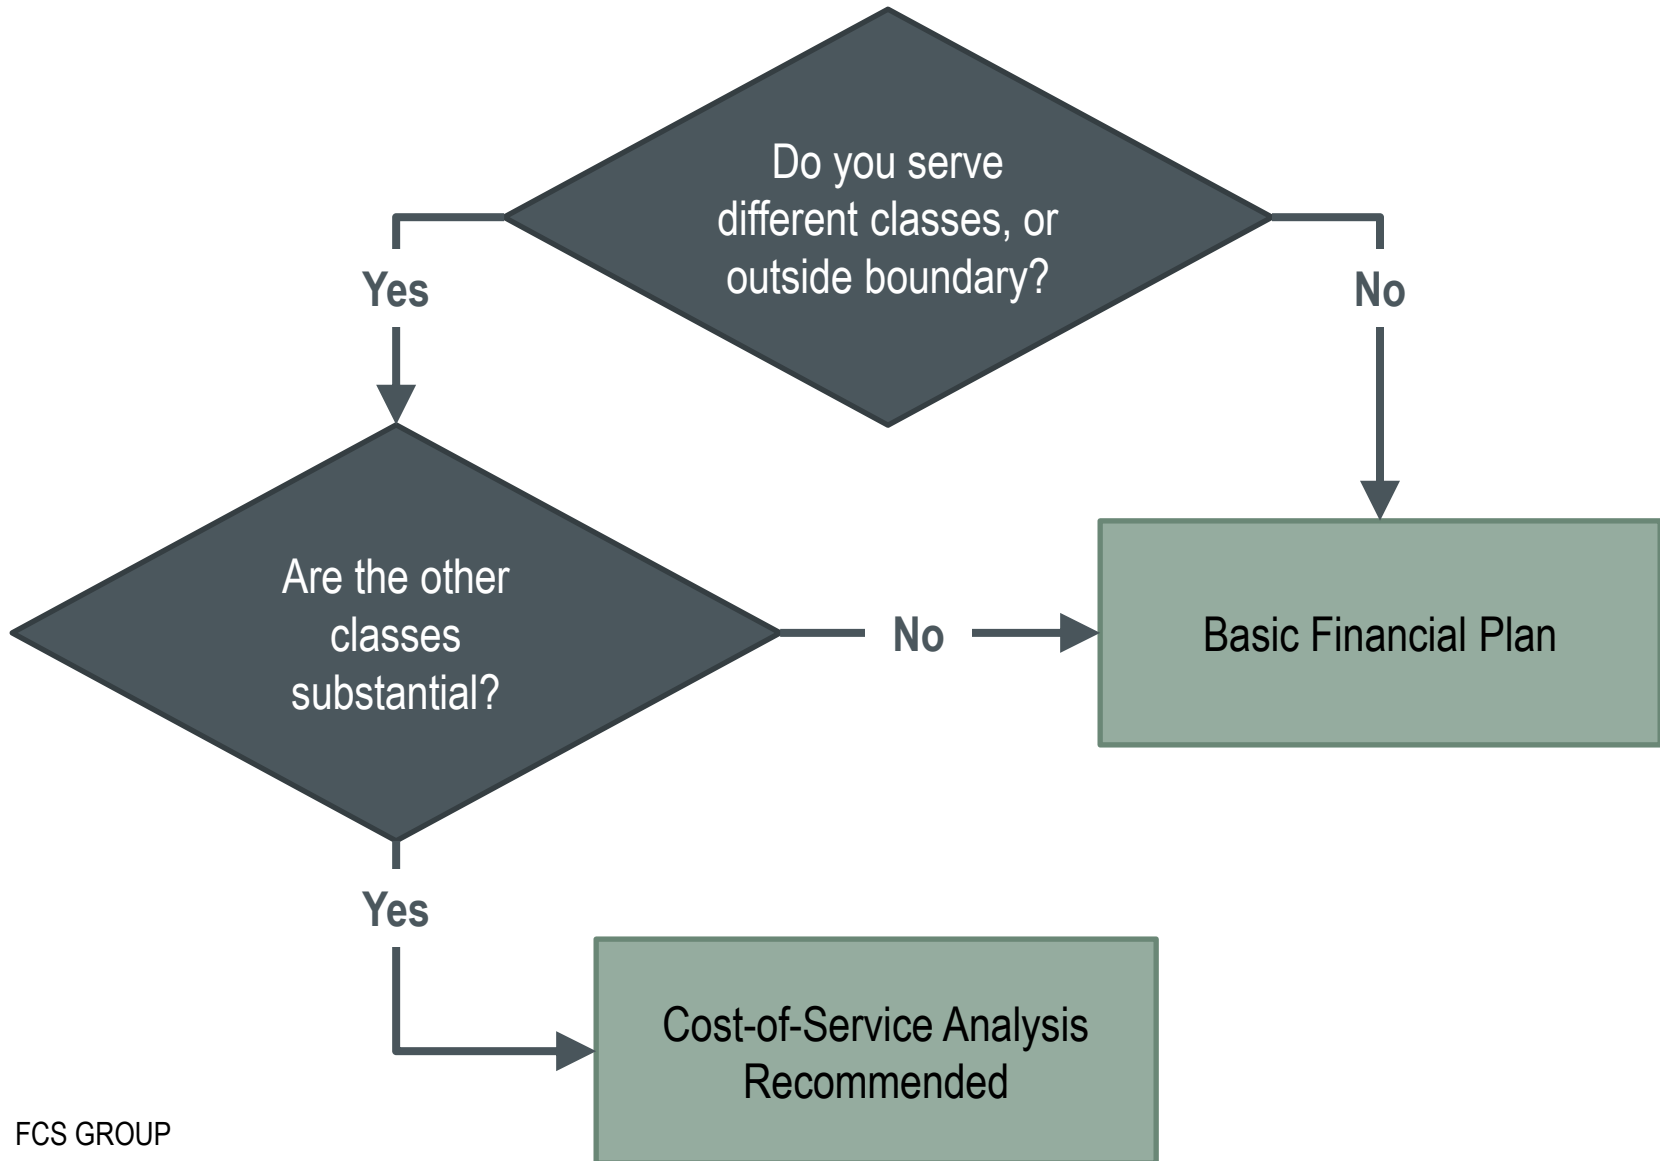 Do you serve
different classes, or
outside boundary?
Yes
No
Are the other
classes
substantial?
No
Basic Financial Plan
Yes
Cost-of-Service Analysis
Recommended
FCS GROUP